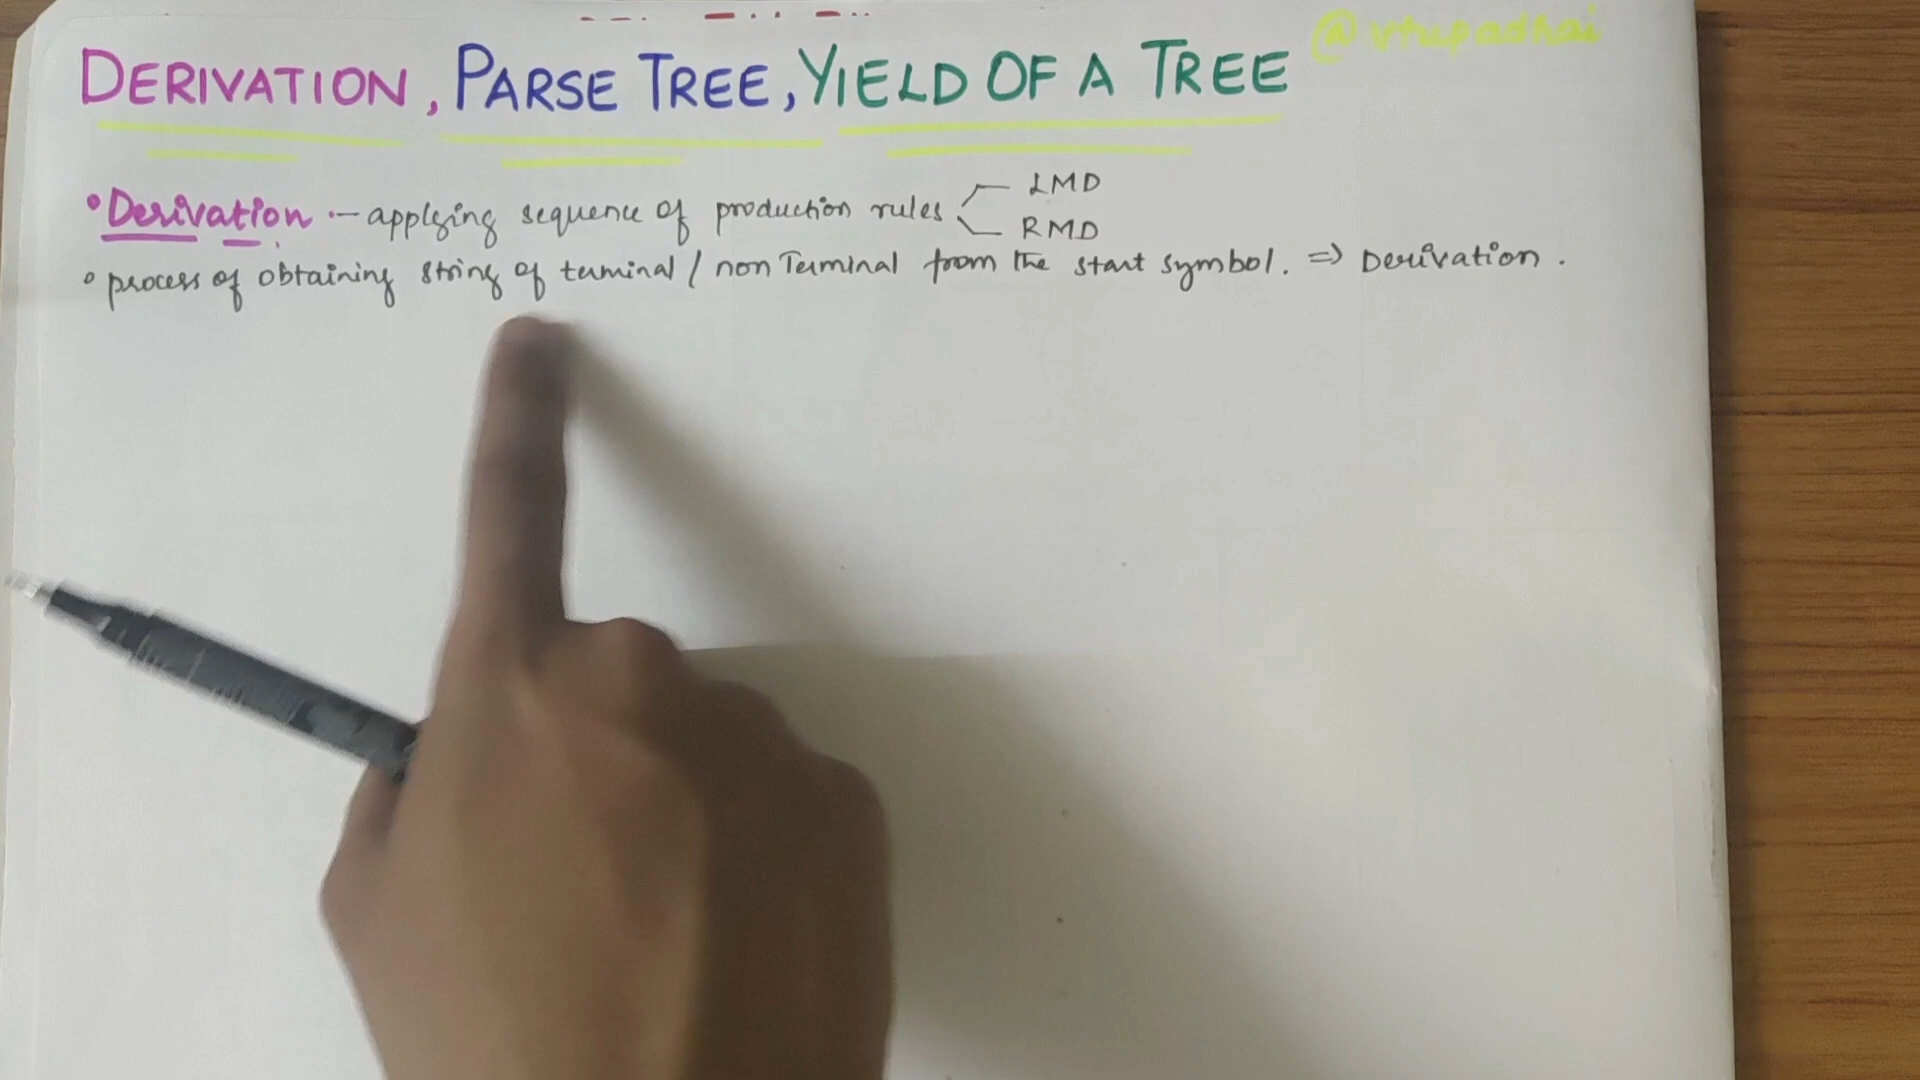 DERIVATION, PARSE TREE, YIELD OF A TREE @vtupadhai
• Derivation :- applying sequence of production rules LMD
RMD
• process of obtaining string of terminal / non Terminal from the start symbol. => Derivation.